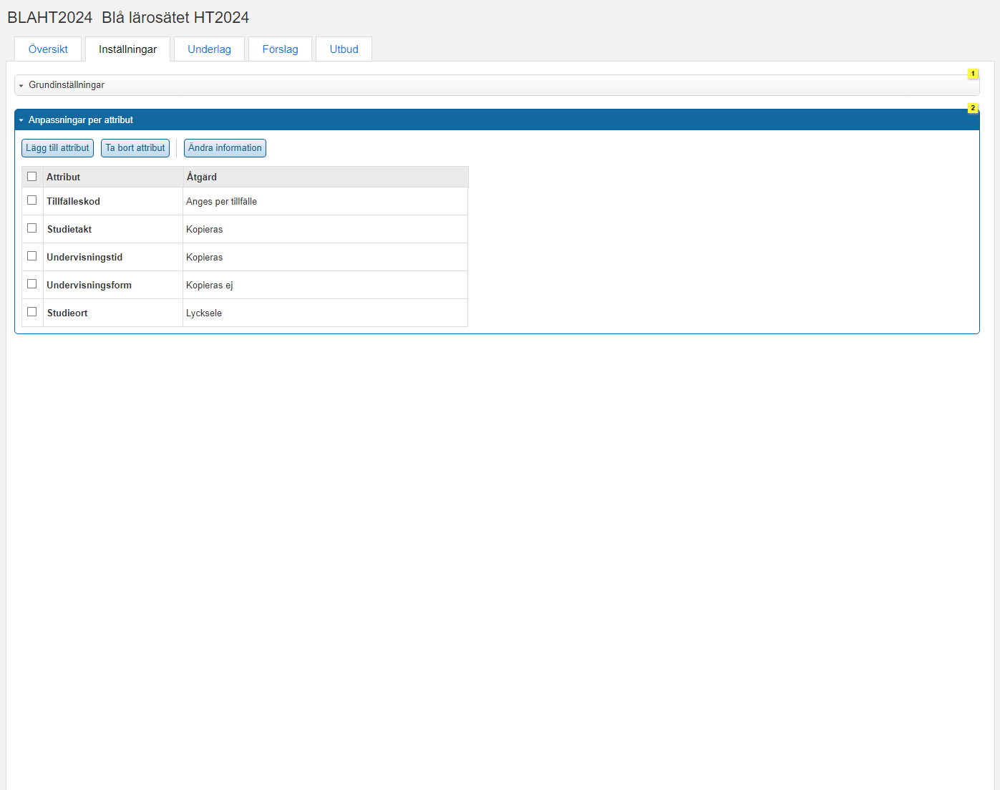 BLAHT2024 Blå lärosätet HT2024
Översikt Inställningar Underlag Förslag Utbud
1
Grundinställningar
2
Anpassningar per attribut
Lägg till attribut Ta bort attribut Ändra information
Attribut Åtgärd
Tillfälleskod Anges per tillfälle
Studietakt Kopieras
Undervisningstid Kopieras
Undervisningsform Kopieras ej
Studieort Lycksele